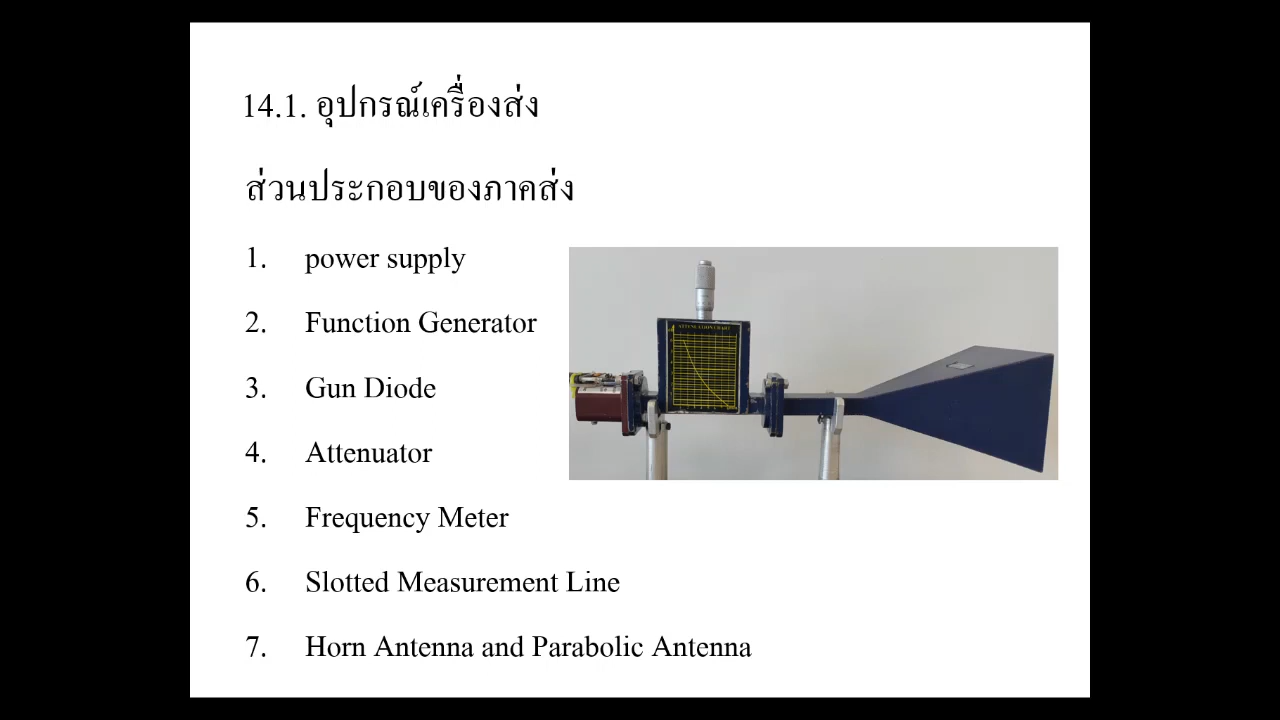 14.1. อุปกรณ์เครื่องส่ง
ส่วนประกอบของภาคส่ง
1. power supply
2. Function Generator
3. Gun Diode
4. Attenuator
5. Frequency Meter
6. Slotted Measurement Line
7. Horn Antenna and Parabolic Antenna
ATTENUATION CHART